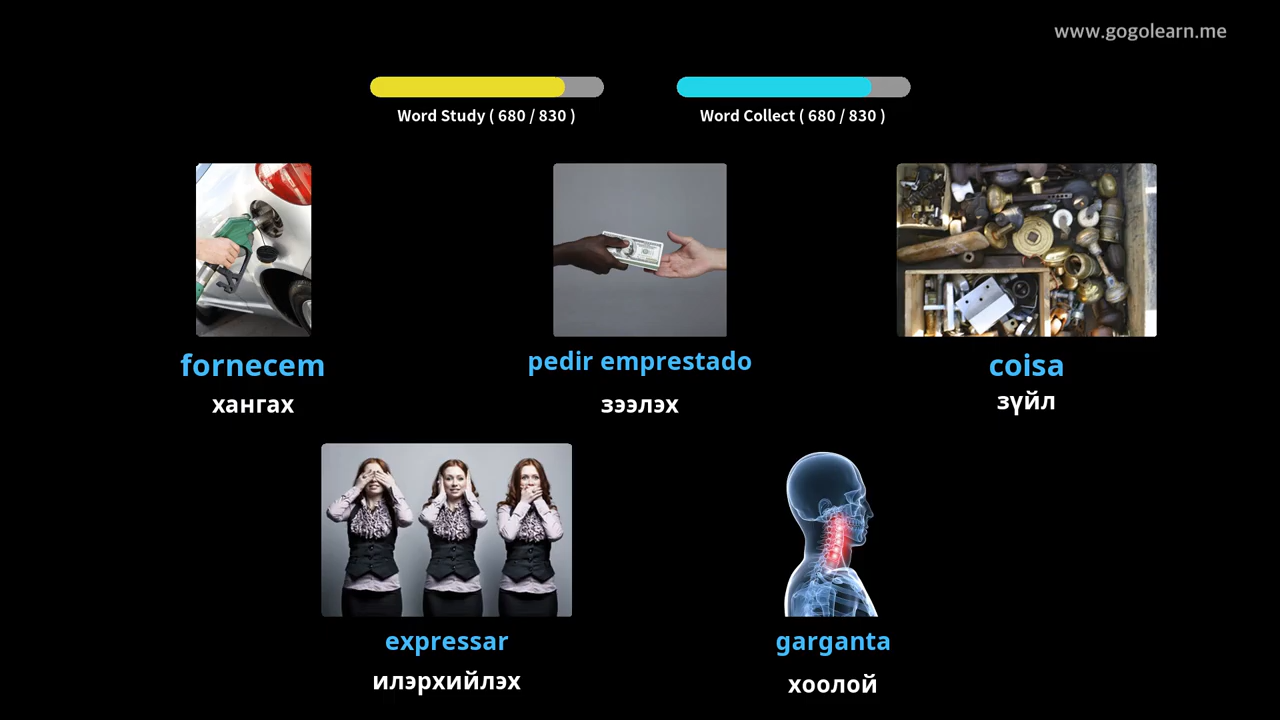 www.gogolearn.me
Word Study ( 680 / 830 )
Word Collect ( 680 / 830 )
fornecem
хангах
pedir emprestado
зээлэх
coisa
зүйл
expressar
илэрхийлэх
garganta
хоолой